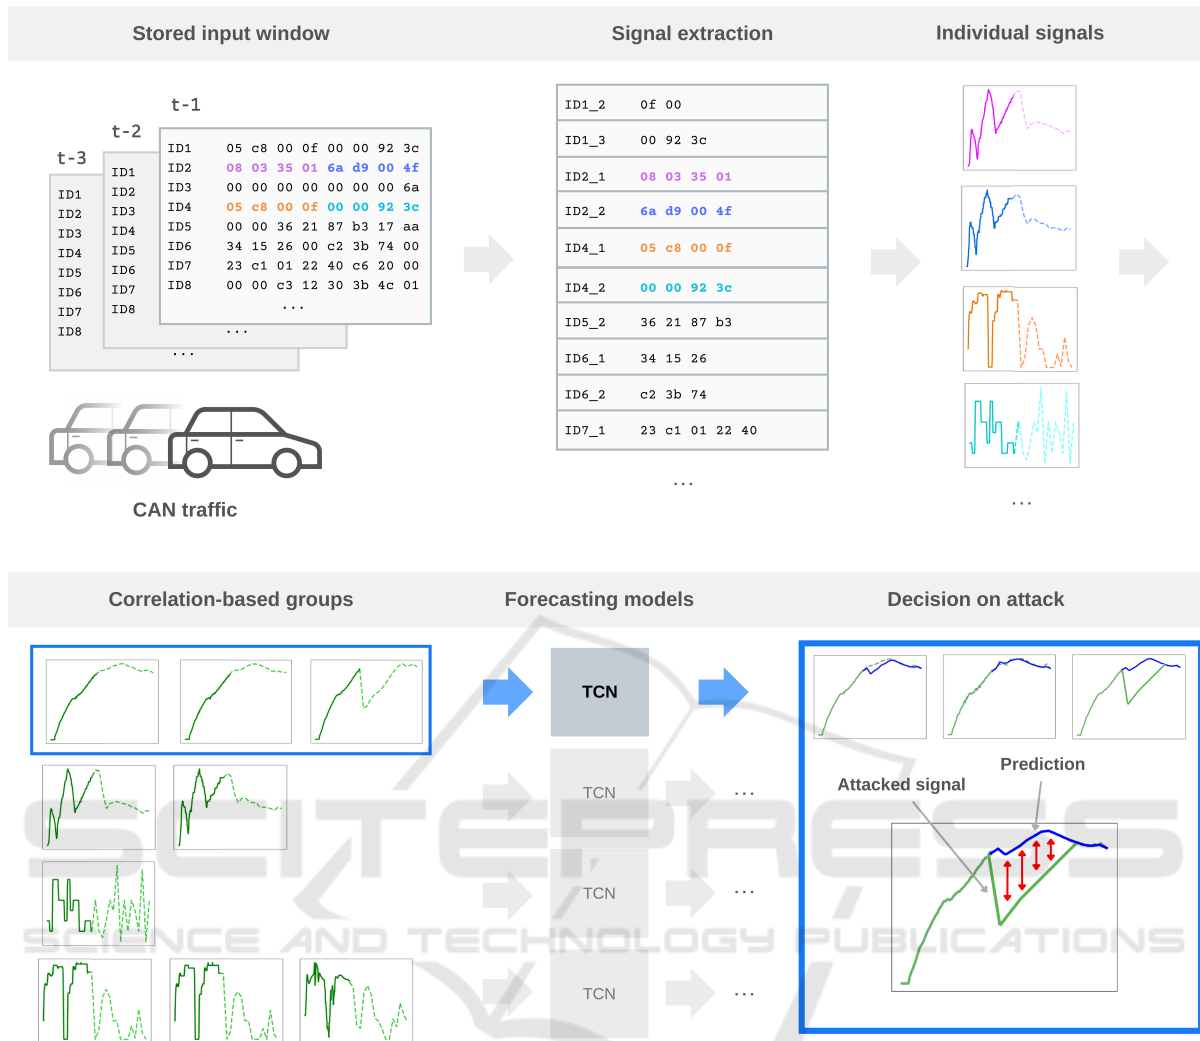 Stored input window
Signal extraction
Individual signals
t-1
t-2
t-3
ID1
ID2
ID3
ID4
ID5
ID6
ID7
ID8
...
ID1
ID2
ID3
ID4
ID5
ID6
ID7
ID8
...
ID1 05 c8 00 0f 00 00 92 3c
ID2 08 03 35 01 6a d9 00 4f
ID3 00 00 00 00 00 00 00 6a
ID4 05 c8 00 0f 00 00 92 3c
ID5 00 00 36 21 87 b3 17 aa
ID6 34 15 26 00 c2 3b 74 00
ID7 23 c1 01 22 40 c6 20 00
ID8 00 00 c3 12 30 3b 4c 01
...
CAN traffic
ID1_2 0f 00
ID1_3 00 92 3c
ID2_1 08 03 35 01
ID2_2 6a d9 00 4f
ID4_1 05 c8 00 0f
ID4_2 00 00 92 3c
ID5_2 36 21 87 b3
ID6_1 34 15 26
ID6_2 c2 3b 74
ID7_1 23 c1 01 22 40
...
...
Correlation-based groups
Forecasting models
Decision on attack
TCN
TCN
...
TCN
...
TCN
...
Prediction
Attacked signal
SCITEPRESS
SCIENCE AND TECHNOLOGY PUBLICATIONS